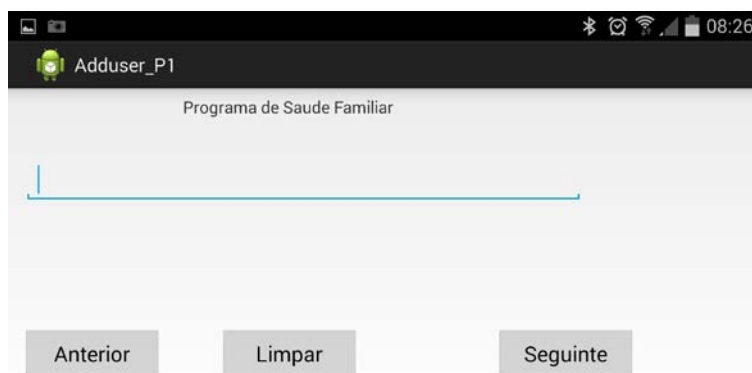 08:26
Adduser_P1
Programa de Saude Familiar
Anterior Limpar Seguinte